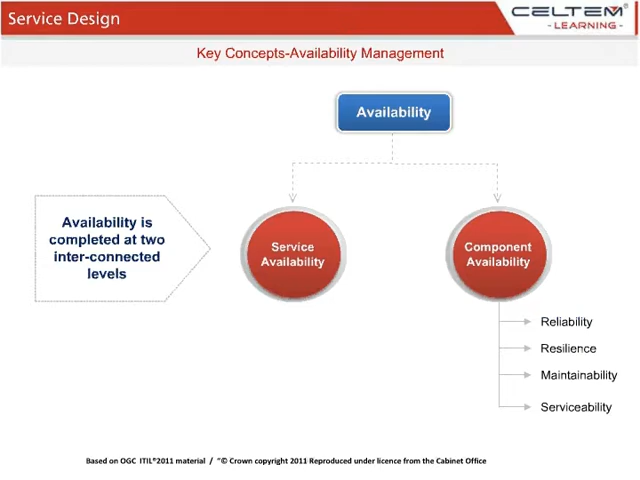 Service Design
CELTEM®
- LEARNING -
Key Concepts-Availability Management
Availability
Availability is
completed at two
inter-connected
levels
Service
Availability
Component
Availability
Reliability
Resilience
Maintainability
Serviceability
Based on OGC ITIL®2011 material / “© Crown copyright 2011 Reproduced under licence from the Cabinet Office